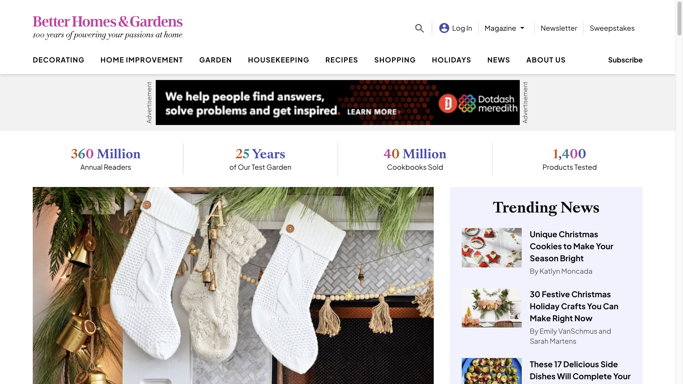 Better Homes & Gardens
100 years of powering your passions at home
Log In
Magazine
Newsletter
Sweepstakes
DECORATING
HOME IMPROVEMENT
GARDEN
HOUSEKEEPING
RECIPES
SHOPPING
HOLIDAYS
NEWS
ABOUT US
Subscribe
Advertisement
We help people find answers,
solve problems and get inspired.
LEARN MORE
Dotdash
meredith
Advertisement
360 Million
Annual Readers
25 Years
of Our Test Garden
40 Million
Cookbooks Sold
1,400
Products Tested
Trending News
Unique Christmas
Cookies to Make Your
Season Bright
By Katlyn Moncada
30 Festive Christmas
Holiday Crafts You Can
Make Right Now
By Emily VanSchmus and
Sarah Martens
These 17 Delicious Side
Dishes Will Complete Your